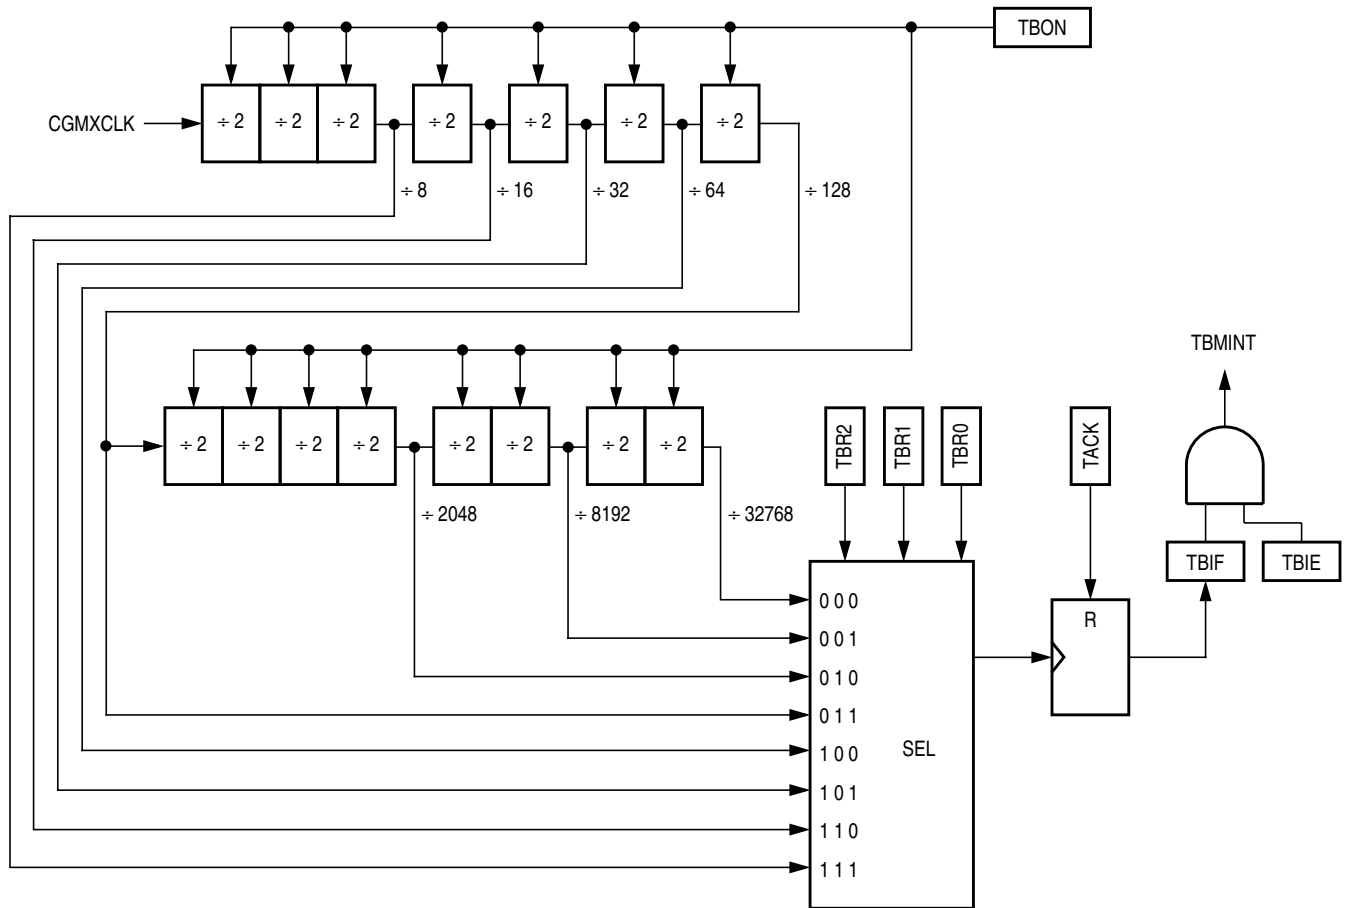 TBON
CGMXCLK
÷ 2 ÷ 2 ÷ 2 ÷ 2 ÷ 2 ÷ 2 ÷ 2
÷ 8 ÷ 16 ÷ 32 ÷ 64 ÷ 128
TBMINT
÷ 2 ÷ 2 ÷ 2 ÷ 2 ÷ 2 ÷ 2 ÷ 2 ÷ 2
TBR2 TBR1 TBR0 TACK
÷ 2048 ÷ 8192 ÷ 32768
TBIF TBIE
0 0 0
R
0 0 1
0 1 0
0 1 1
SEL
1 0 0
1 0 1
1 1 0
1 1 1